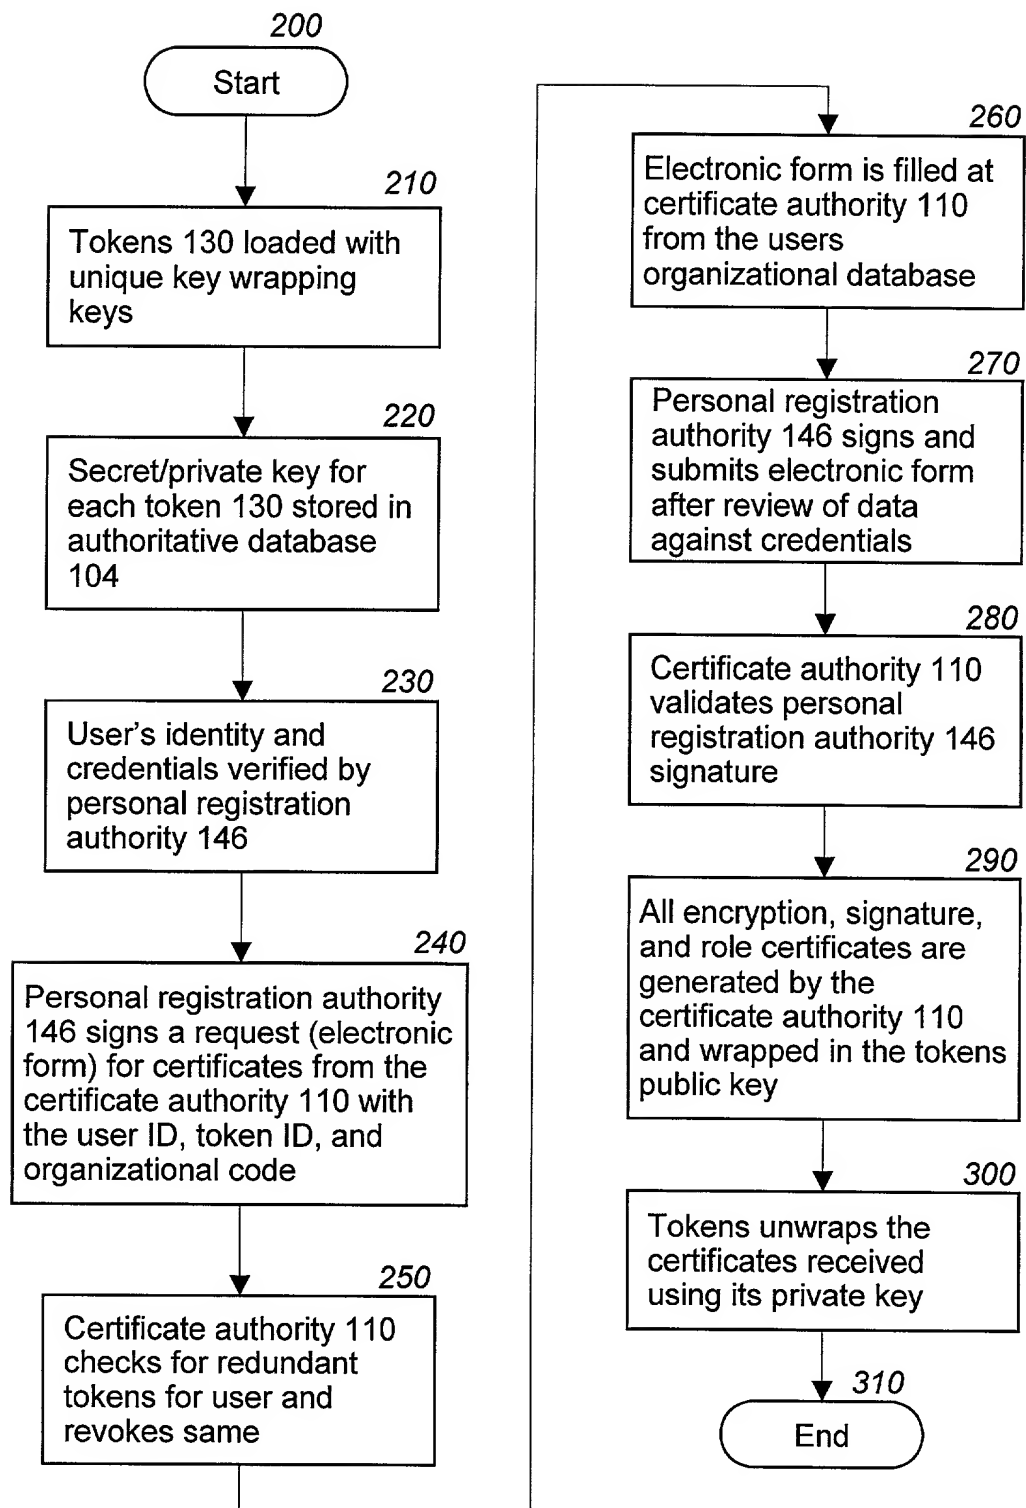 200
Start
210
Tokens 130 loaded with
unique key wrapping
keys
220
Secret/private key for
each token 130 stored in
authoritative database
104
230
User's identity and
credentials verified by
personal registration
authority 146
240
Personal registration authority
146 signs a request (electronic
form) for certificates from the
certificate authority 110 with
the user ID, token ID, and
organizational code
250
Certificate authority 110
checks for redundant
tokens for user and
revokes same
260
Electronic form is filled at
certificate authority 110
from the users
organizational database
270
Personal registration
authority 146 signs and
submits electronic form
after review of data
against credentials
280
Certificate authority 110
validates personal
registration authority 146
signature
290
All encryption, signature,
and role certificates are
generated by the
certificate authority 110
and wrapped in the tokens
public key
300
Tokens unwraps the
certificates received
using its private key
310
End